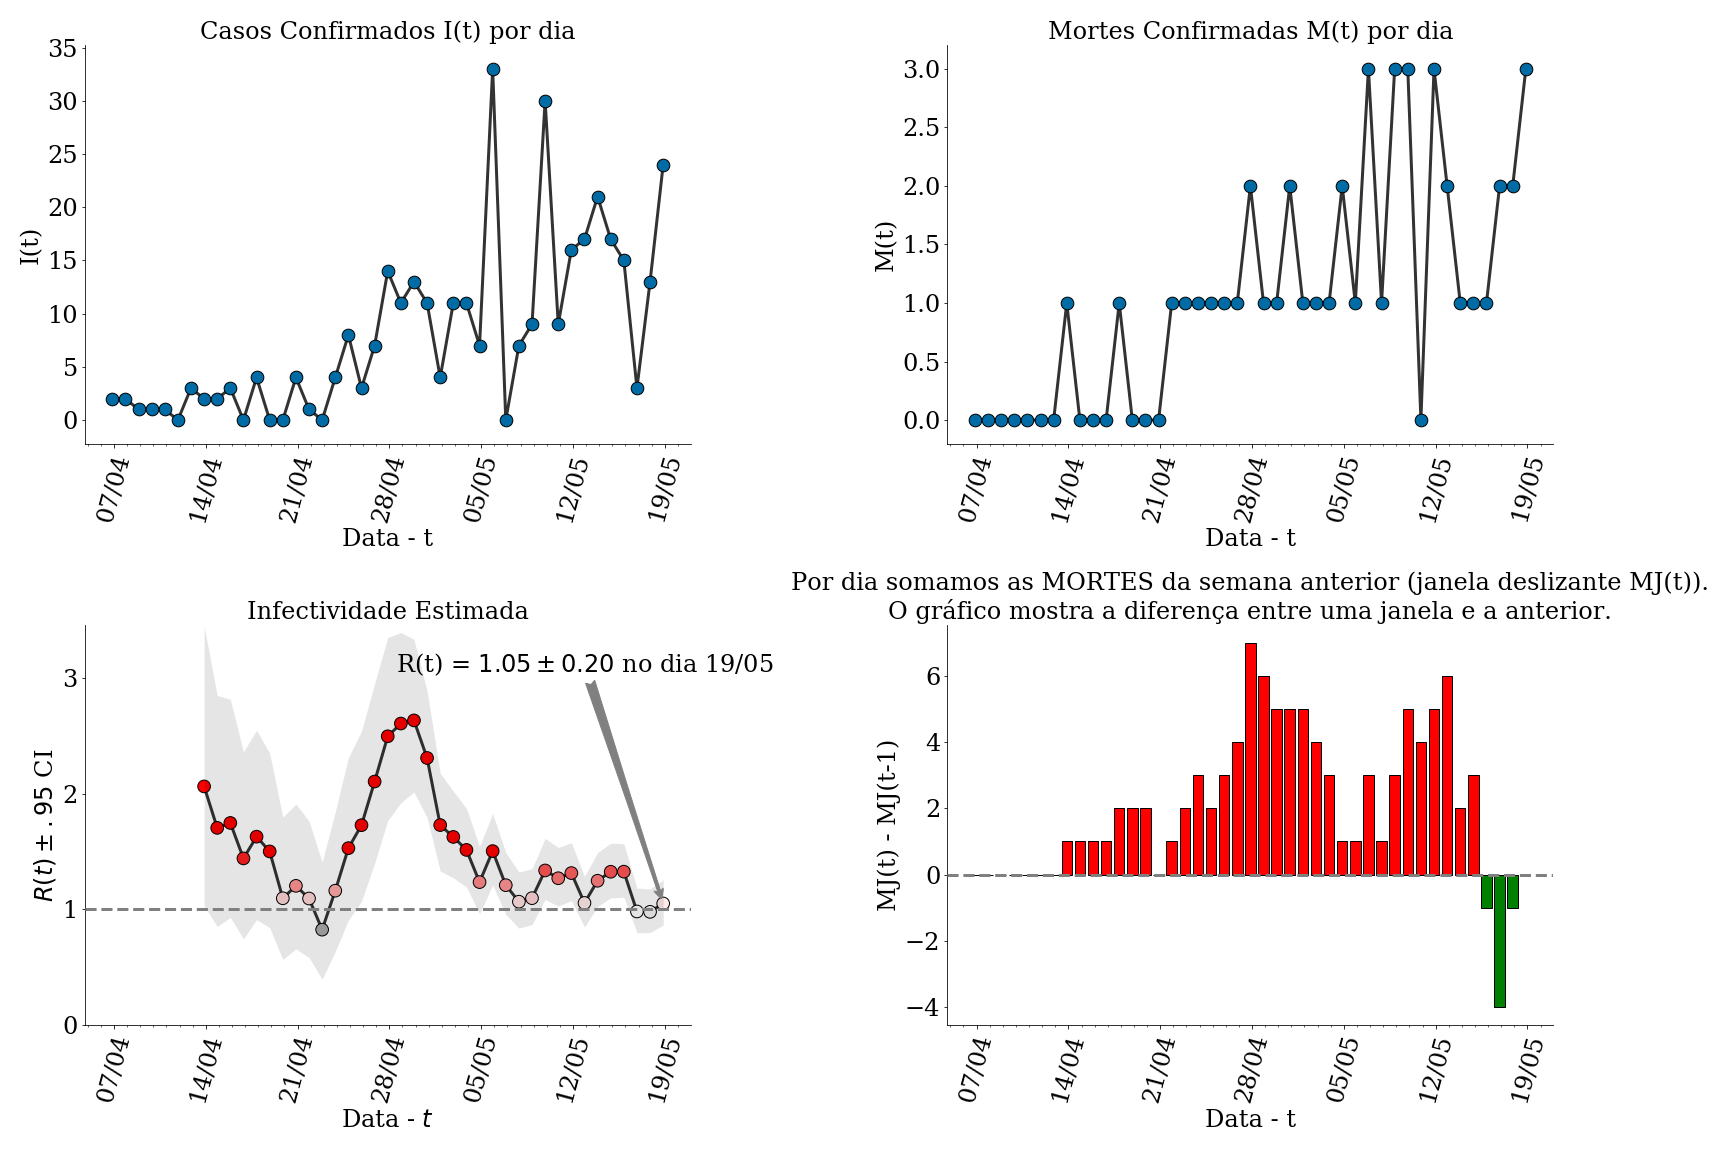 Casos Confirmados I(t) por dia
35
30
25
20
15
10
5
0
I(t)
07/04 14/04 21/04 28/04 05/05 12/05 19/05
Data - t
Mortes Confirmadas M(t) por dia
3.0
2.5
2.0
1.5
1.0
0.5
0.0
M(t)
07/04 14/04 21/04 28/04 05/05 12/05 19/05
Data - t
Infectividade Estimada
R(t) = 1.05 ± 0.20 no dia 19/05
3
2
1
0
R(t) ± .95 CI
07/04 14/04 21/04 28/04 05/05 12/05 19/05
Data - t
Por dia somamos as MORTES da semana anterior (janela deslizante MJ(t)).
O gráfico mostra a diferença entre uma janela e a anterior.
6
4
2
0
−2
−4
MJ(t) - MJ(t-1)
07/04 14/04 21/04 28/04 05/05 12/05 19/05
Data - t